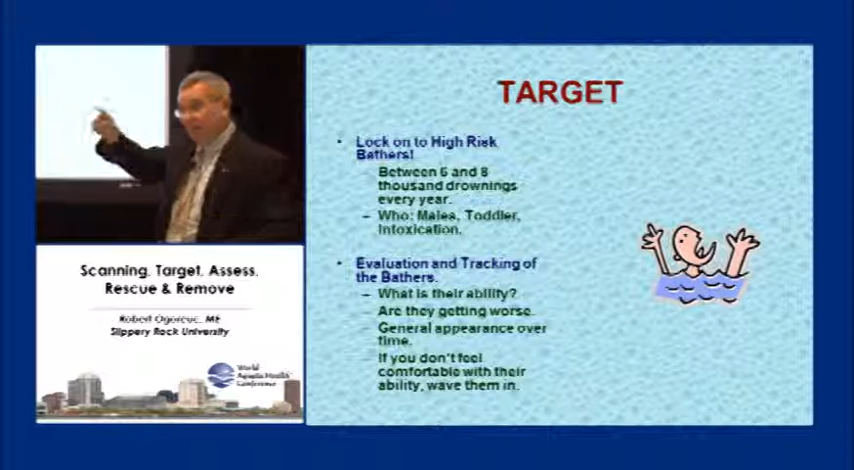 TARGET
• Lock on to High Risk
Bathers!
Between 6 and 8
thousand drownings
every year.
– Who: Males, Toddler,
Intoxication.
• Evaluation and Tracking of
the Bathers.
– What is their ability?
Are they getting worse.
General appearance over
time.
If you don't feel
comfortable with their
ability, wave them in.
Scanning, Target, Assess,
Rescue & Remove
Robert Ogoreuc, ME
Slippery Rock University
World
Aquatic Health
Conference